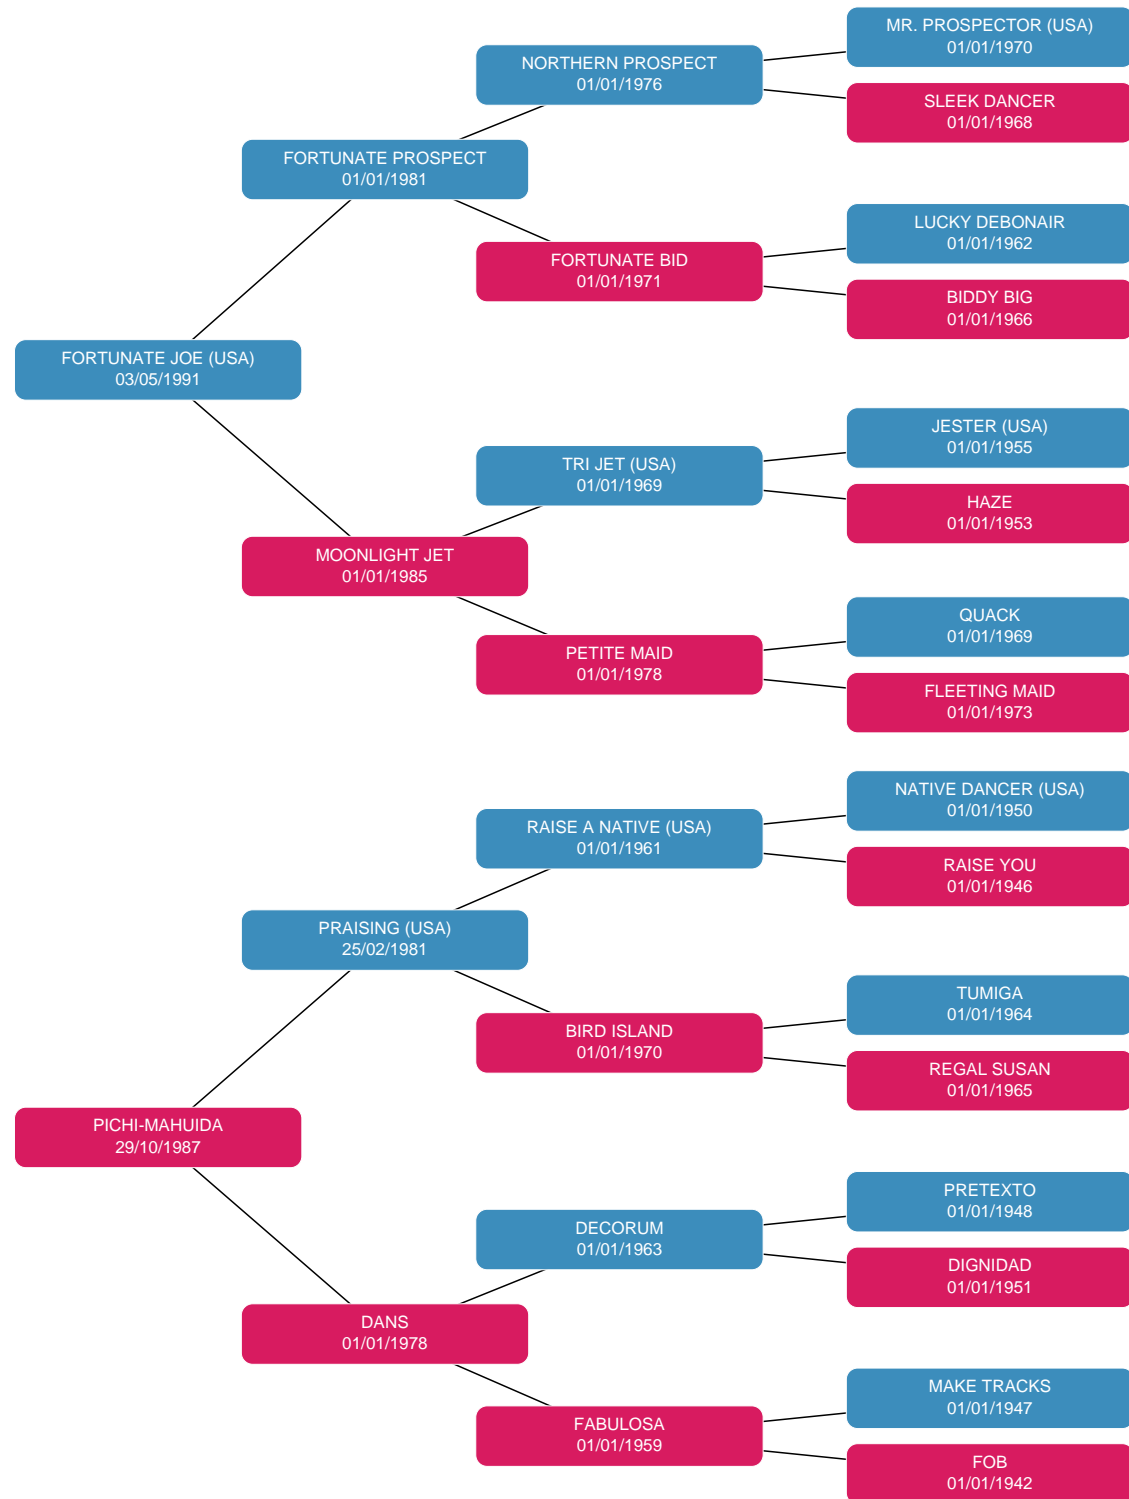 MR. PROSPECTOR (USA)
01/01/1970
NORTHERN PROSPECT
01/01/1976
SLEEK DANCER
01/01/1968
FORTUNATE PROSPECT
01/01/1981
LUCKY DEBONAIR
01/01/1962
FORTUNATE BID
01/01/1971
BIDDY BIG
01/01/1966
FORTUNATE JOE (USA)
03/05/1991
JESTER (USA)
01/01/1955
TRI JET (USA)
01/01/1969
HAZE
01/01/1953
MOONLIGHT JET
01/01/1985
QUACK
01/01/1969
PETITE MAID
01/01/1978
FLEETING MAID
01/01/1973
NATIVE DANCER (USA)
01/01/1950
RAISE A NATIVE (USA)
01/01/1961
RAISE YOU
01/01/1946
PRAISING (USA)
25/02/1981
TUMIGA
01/01/1964
BIRD ISLAND
01/01/1970
REGAL SUSAN
01/01/1965
PICHI-MAHUIDA
29/10/1987
PRETEXTO
01/01/1948
DECORUM
01/01/1963
DIGNIDAD
01/01/1951
DANS
01/01/1978
MAKE TRACKS
01/01/1947
FABULOSA
01/01/1959
FOB
01/01/1942